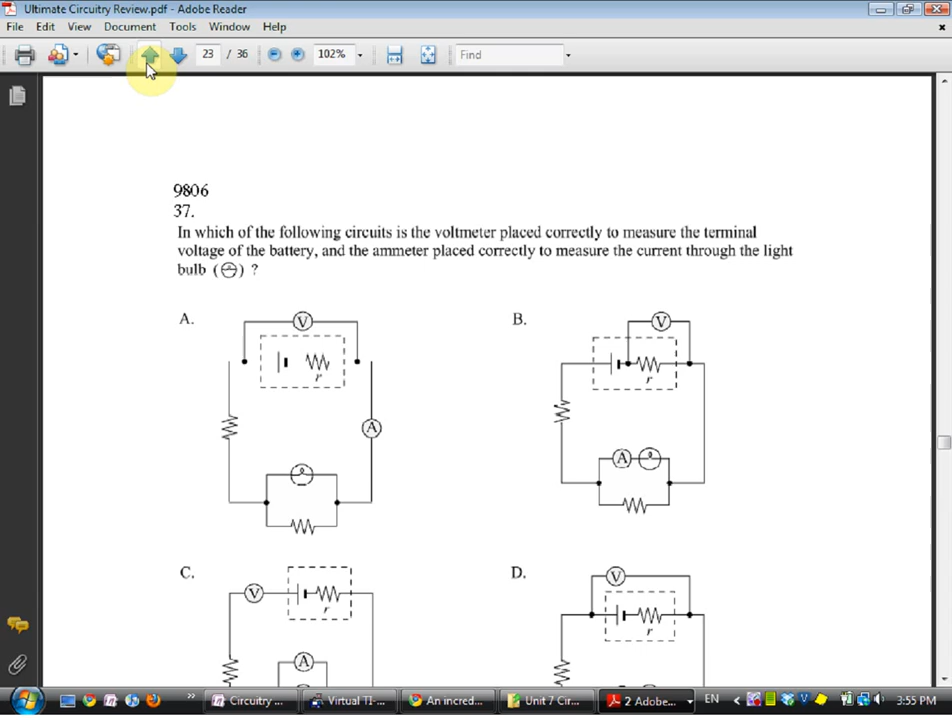 Ultimate Circuitry Review.pdf - Adobe Reader
File Edit View Document Tools Window Help
23 / 36 102% Find
9806
37.
In which of the following circuits is the voltmeter placed correctly to measure the terminal
voltage of the battery, and the ammeter placed correctly to measure the current through the light
bulb ( ) ?
A.
V
r
A
B.
V
r
A
C.
V
r
A
D.
V
r
Circuitry ...
Virtual TI-...
An incred...
Unit 7 Cir...
2 Adobe...
EN
3:55 PM